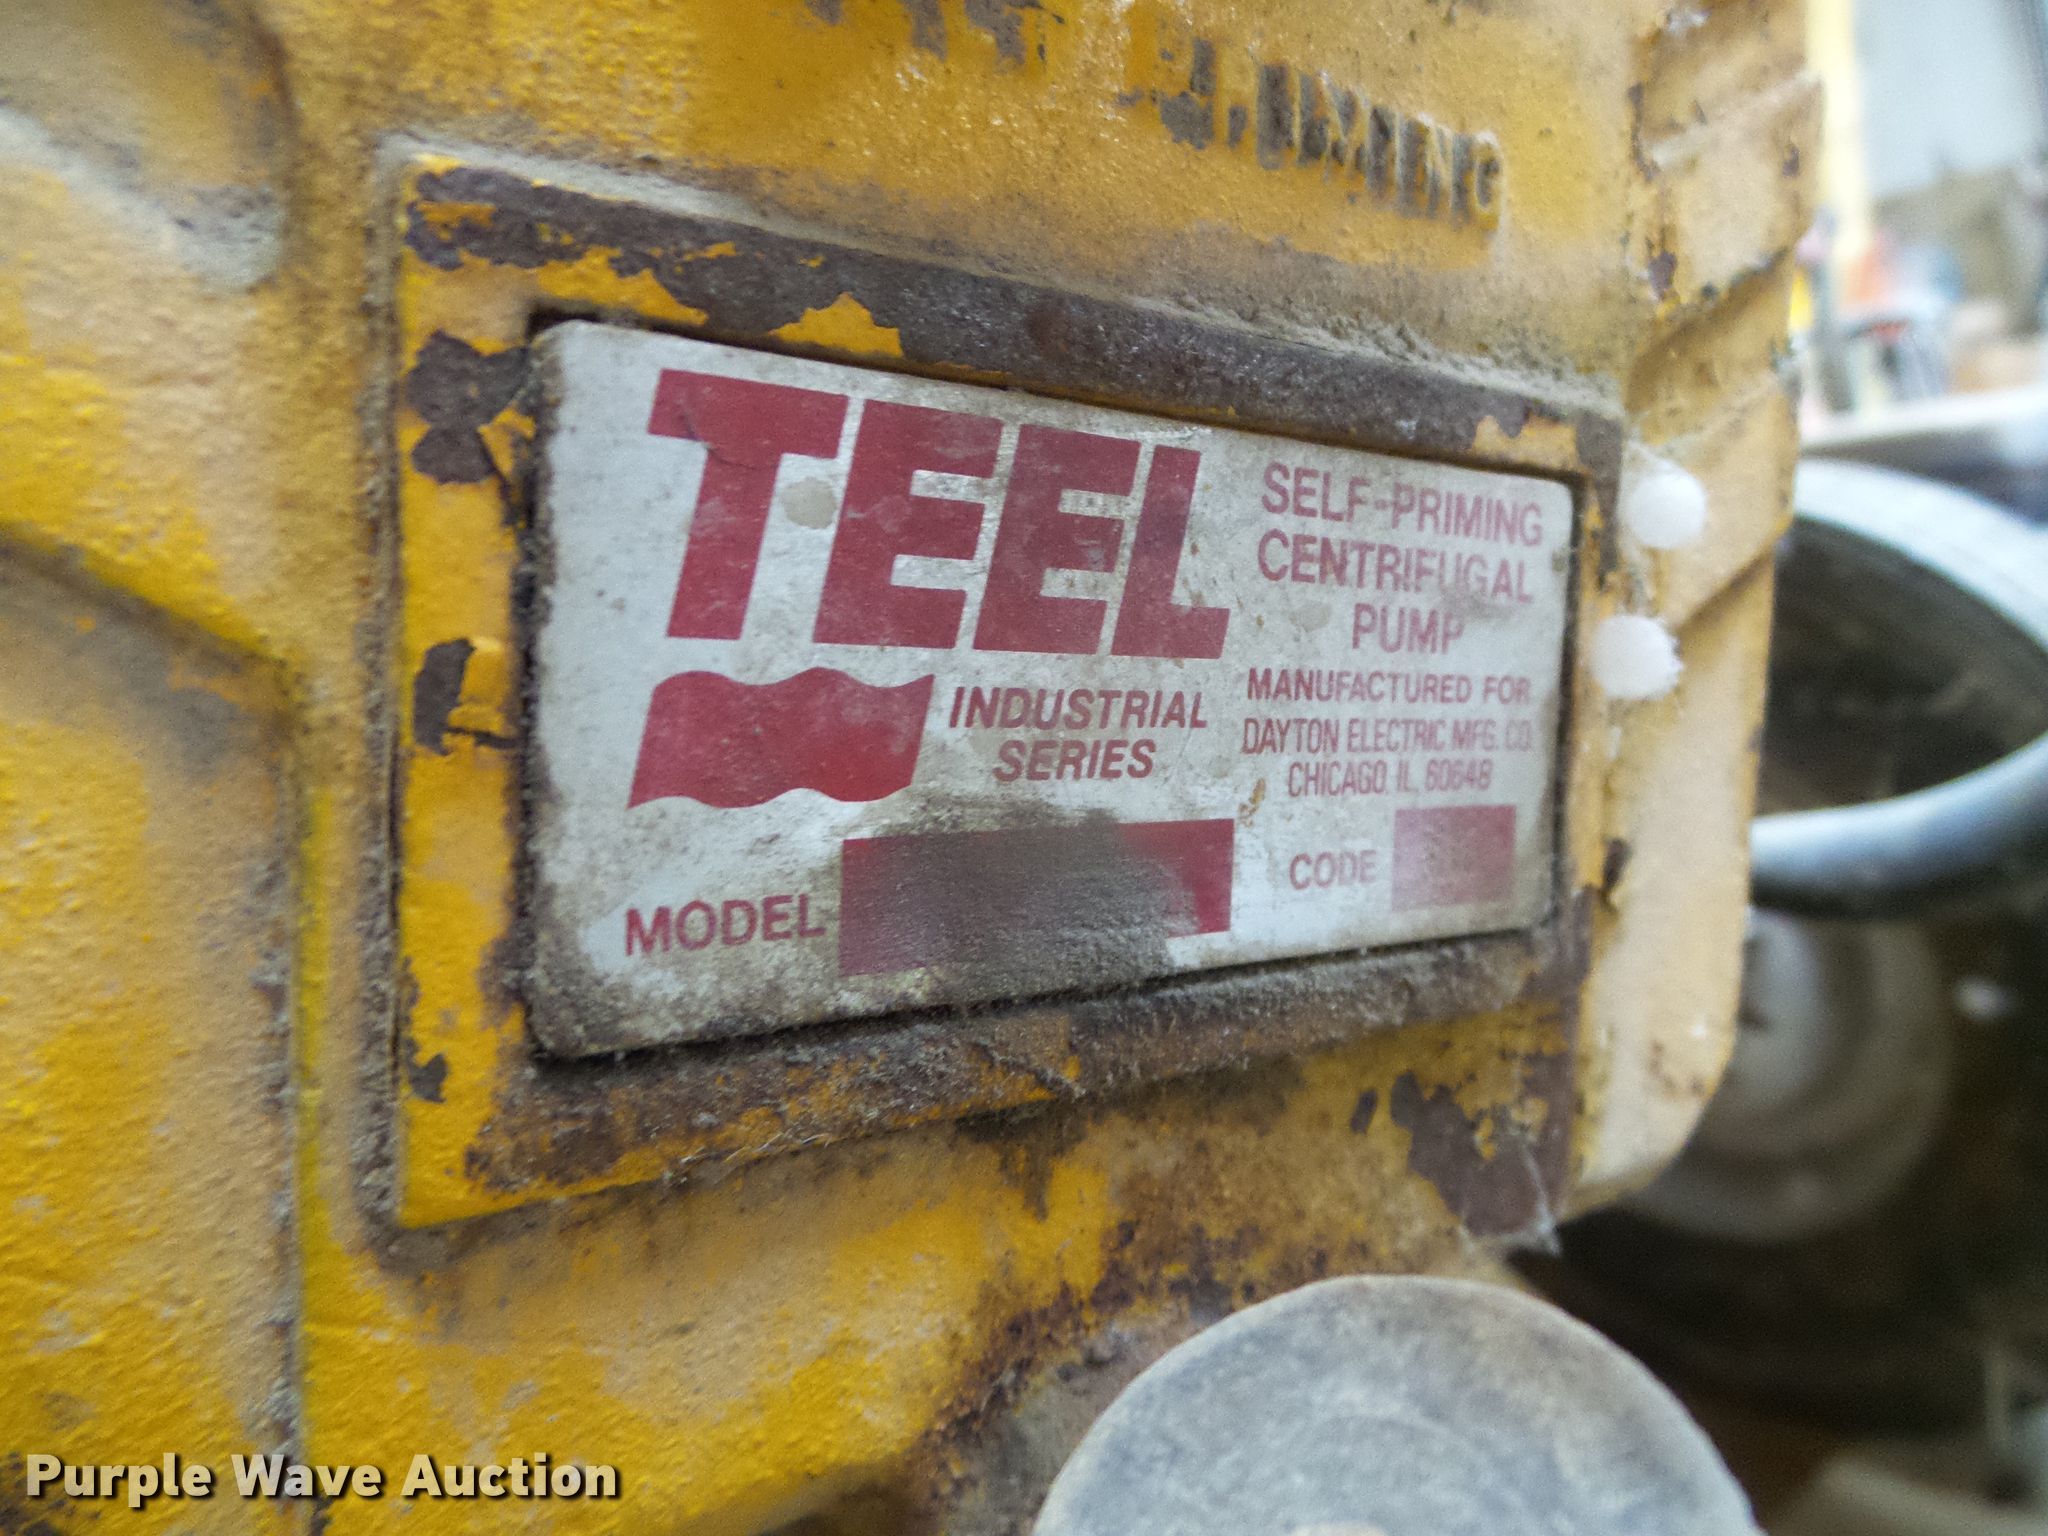 TEEL
INDUSTRIAL
SERIES
SELF-PRIMING
CENTRIFUGAL
PUMP
MANUFACTURED FOR
DAYTON ELECTRIC MFG. CO.
CHICAGO, IL, 60648
MODEL
CODE
Purple Wave Auction